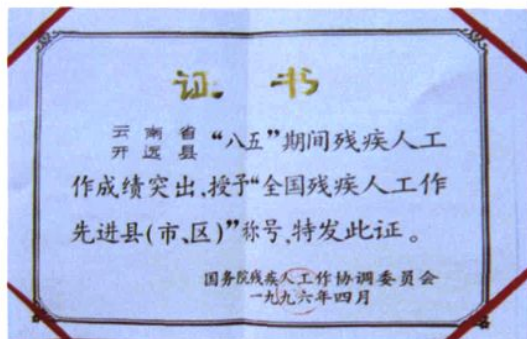 证 书
云南省
开远县
“八五”期间残疾人工
作成绩突出,授予“全国残疾人工作
先进县(市、区)”称号,特发此证。
国务院残疾人工作协调委员会
一九九六年四月